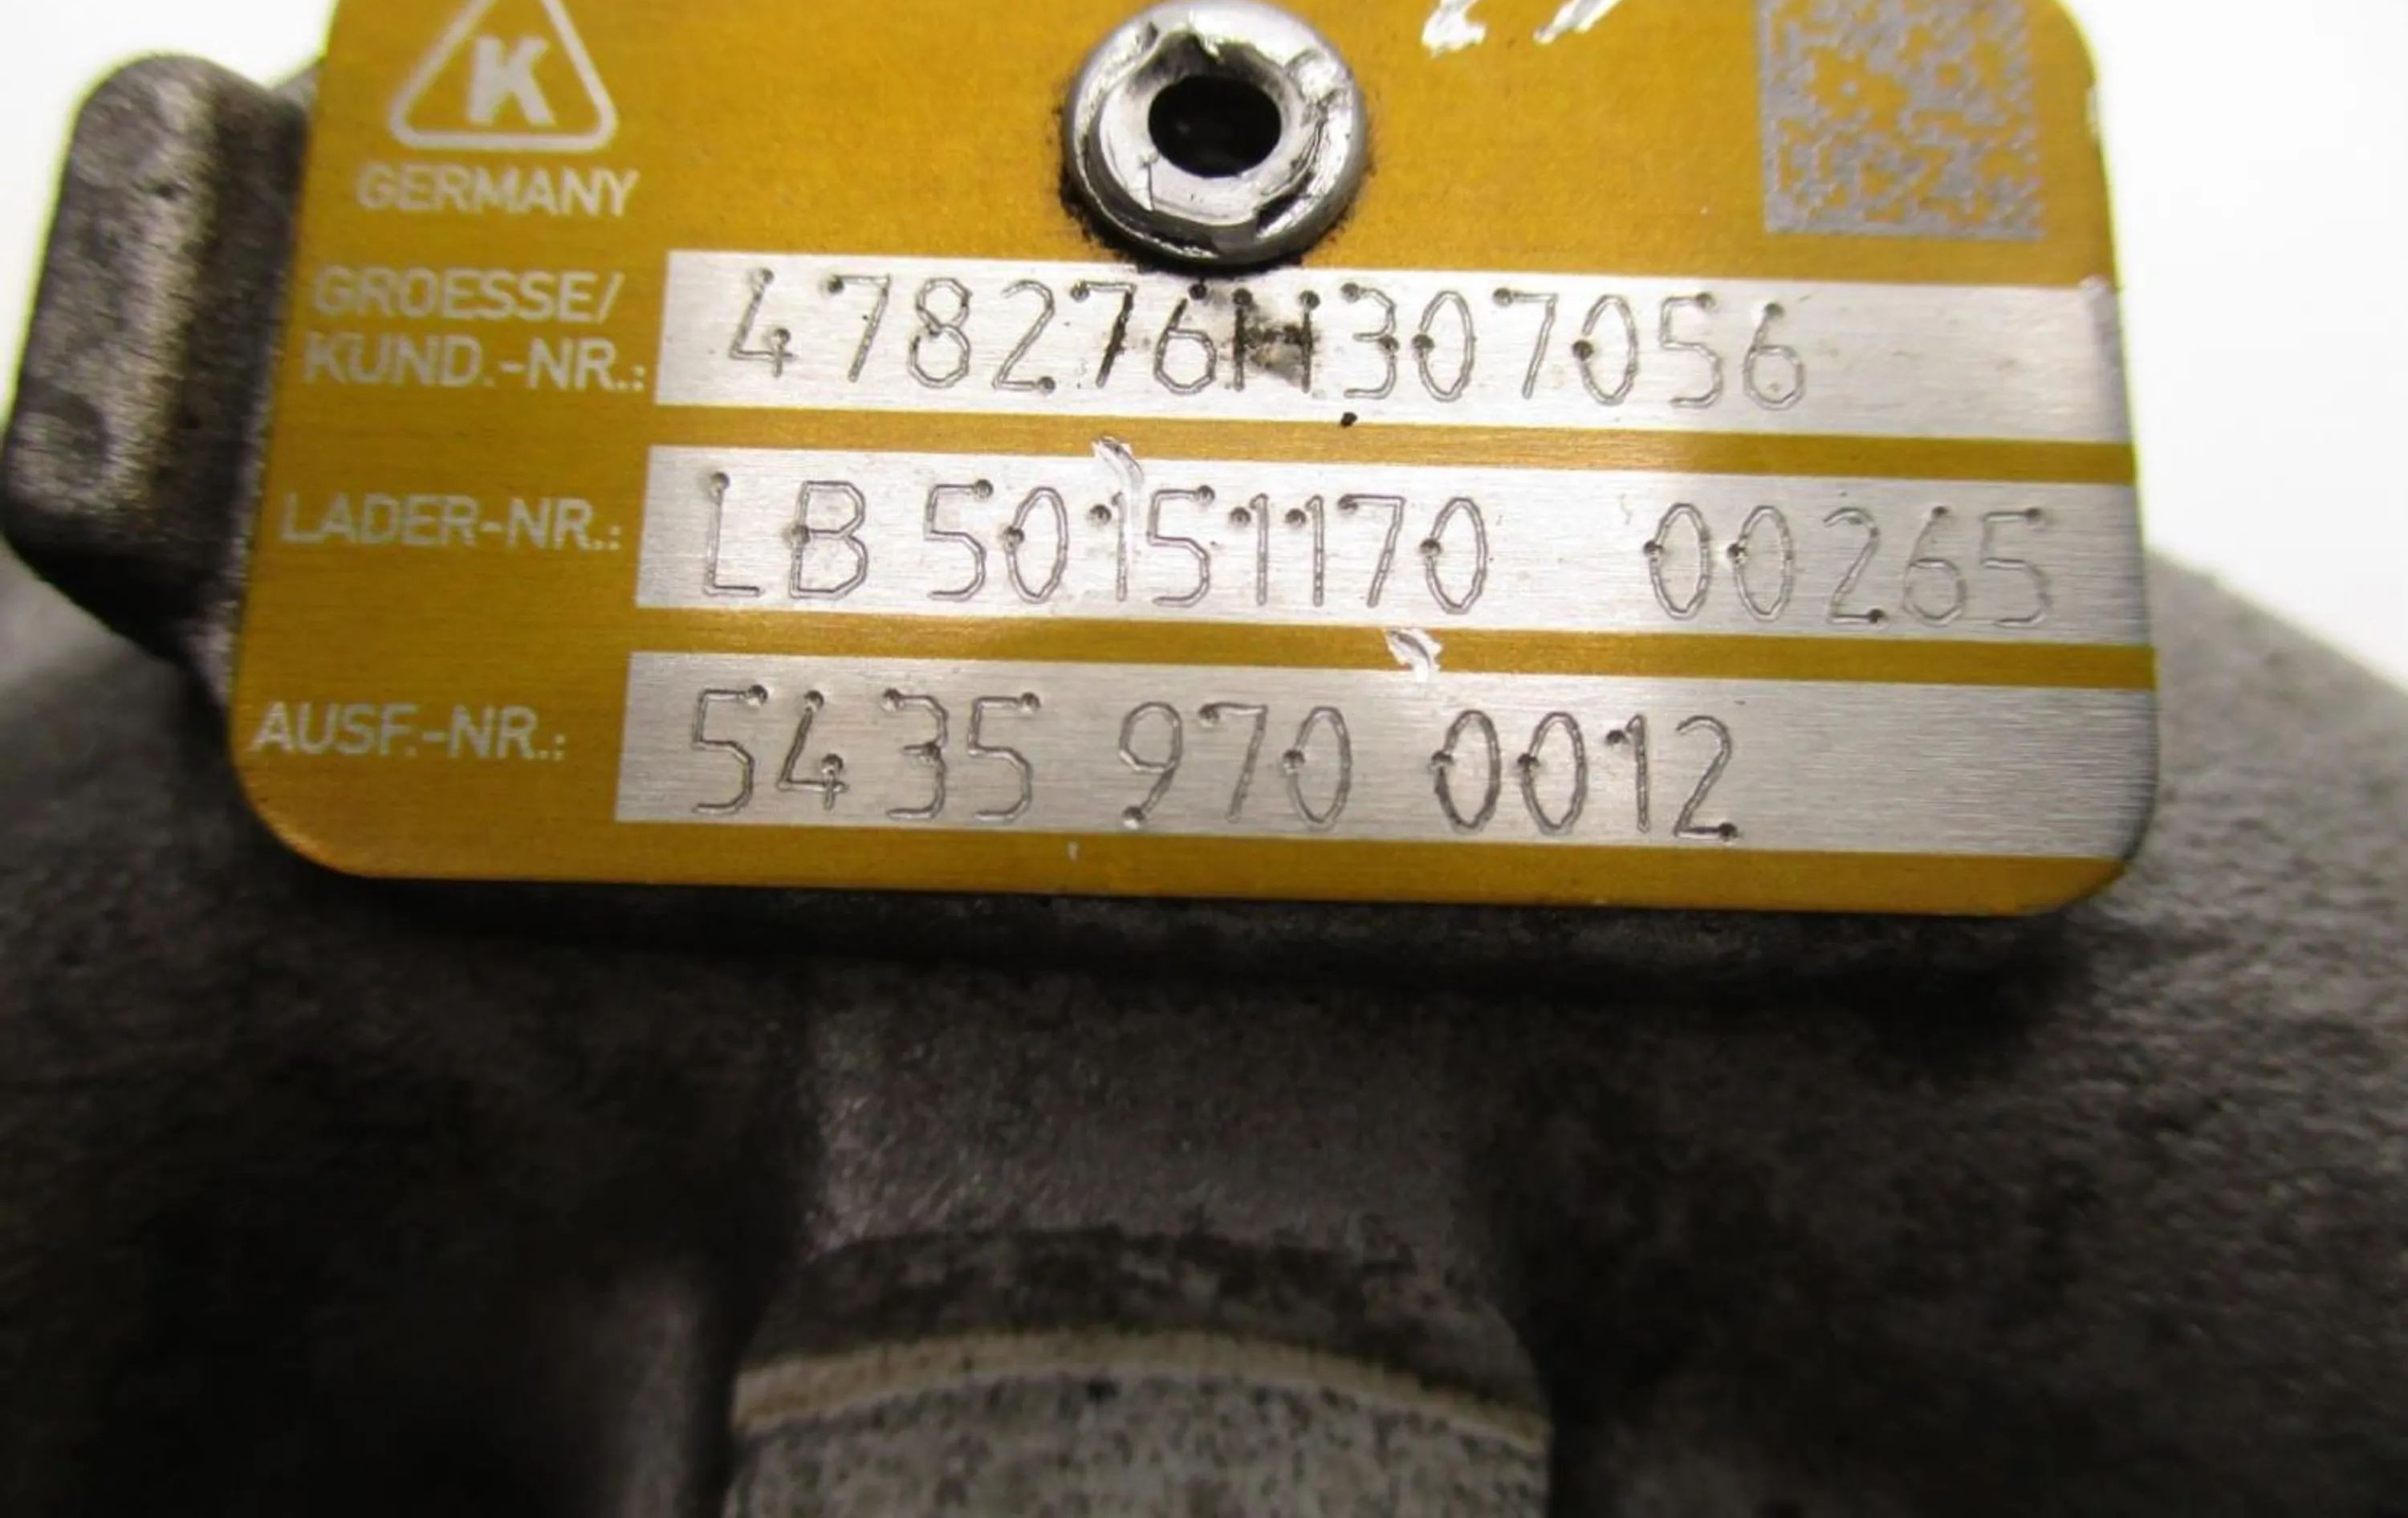 K
GERMANY
GROESSE/
KUND.-NR.: 478276H307056
LADER-NR.: LB 50151170 00265
AUSF.-NR.: 5435 970 0012